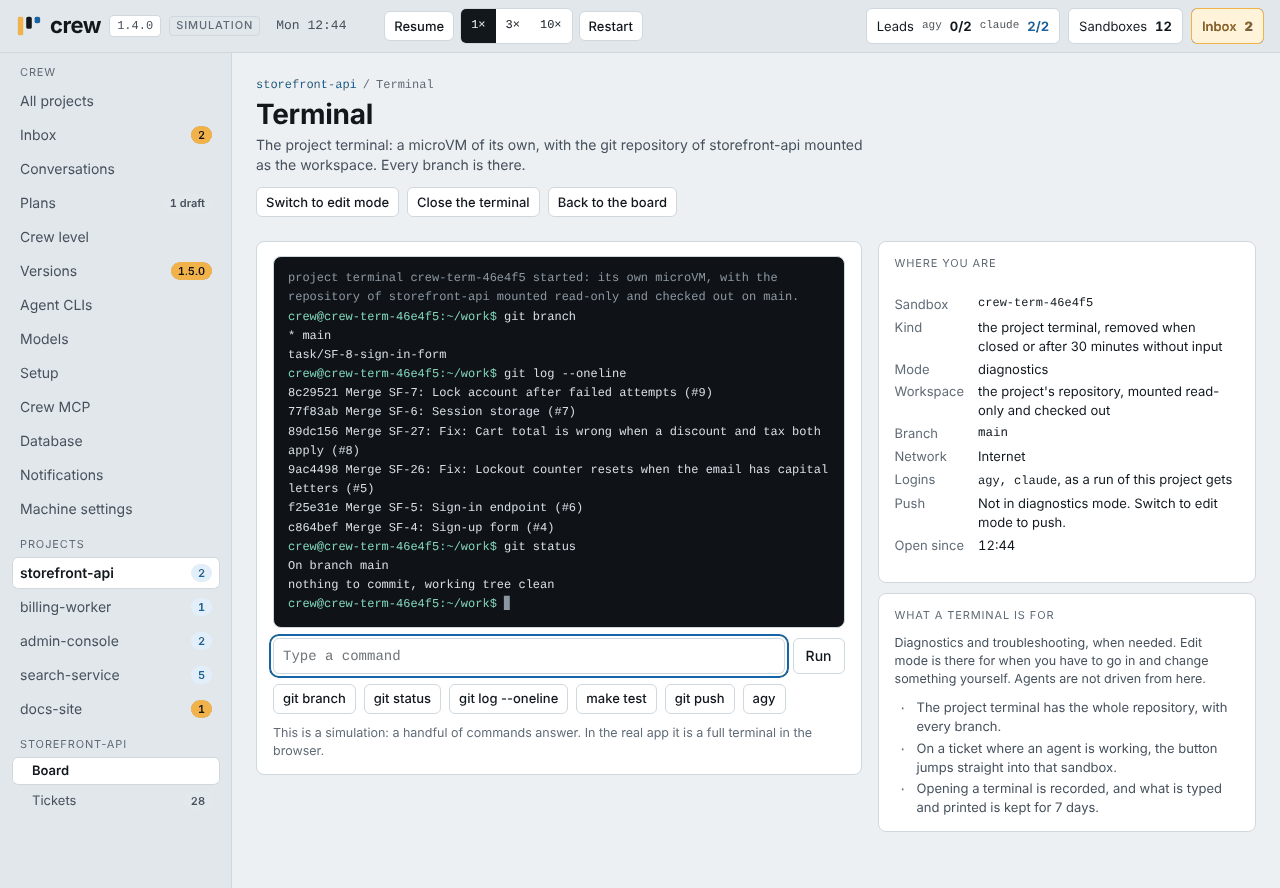 crew 1.4.0 SIMULATION Mon 12:44 Resume 1× 3× 10× Restart Leads agy 0/2 claude 2/2 Sandboxes 12 Inbox 2
CREW
All projects
Inbox 2
Conversations
Plans 1 draft
Crew level
Versions 1.5.0
Agent CLIs
Models
Setup
Crew MCP
Database
Notifications
Machine settings
PROJECTS
storefront-api 2
billing-worker 1
admin-console 2
search-service 5
docs-site 1
STOREFRONT-API
Board
Tickets 28
storefront-api / Terminal
Terminal
The project terminal: a microVM of its own, with the git repository of storefront-api mounted
as the workspace. Every branch is there.
Switch to edit mode Close the terminal Back to the board
project terminal crew-term-46e4f5 started: its own microVM, with the
repository of storefront-api mounted read-only and checked out on main.
crew@crew-term-46e4f5:~/work$ git branch
* main
task/SF-8-sign-in-form
crew@crew-term-46e4f5:~/work$ git log --oneline
8c29521 Merge SF-7: Lock account after failed attempts (#9)
77f83ab Merge SF-6: Session storage (#7)
89dc156 Merge SF-27: Fix: Cart total is wrong when a discount and tax both
apply (#8)
9ac4498 Merge SF-26: Fix: Lockout counter resets when the email has capital
letters (#5)
f25e31e Merge SF-5: Sign-in endpoint (#6)
c864bef Merge SF-4: Sign-up form (#4)
crew@crew-term-46e4f5:~/work$ git status
On branch main
nothing to commit, working tree clean
crew@crew-term-46e4f5:~/work$
Type a command Run
git branch git status git log --oneline make test git push agy
This is a simulation: a handful of commands answer. In the real app it is a full terminal in the
browser.
WHERE YOU ARE
Sandbox crew-term-46e4f5
Kind the project terminal, removed when
closed or after 30 minutes without input
Mode diagnostics
Workspace the project's repository, mounted read-
only and checked out
Branch main
Network Internet
Logins agy, claude, as a run of this project gets
Push Not in diagnostics mode. Switch to edit
mode to push.
Open since 12:44
WHAT A TERMINAL IS FOR
Diagnostics and troubleshooting, when needed. Edit
mode is there for when you have to go in and change
something yourself. Agents are not driven from here.
· The project terminal has the whole repository, with
every branch.
· On a ticket where an agent is working, the button
jumps straight into that sandbox.
· Opening a terminal is recorded, and what is typed
and printed is kept for 7 days.